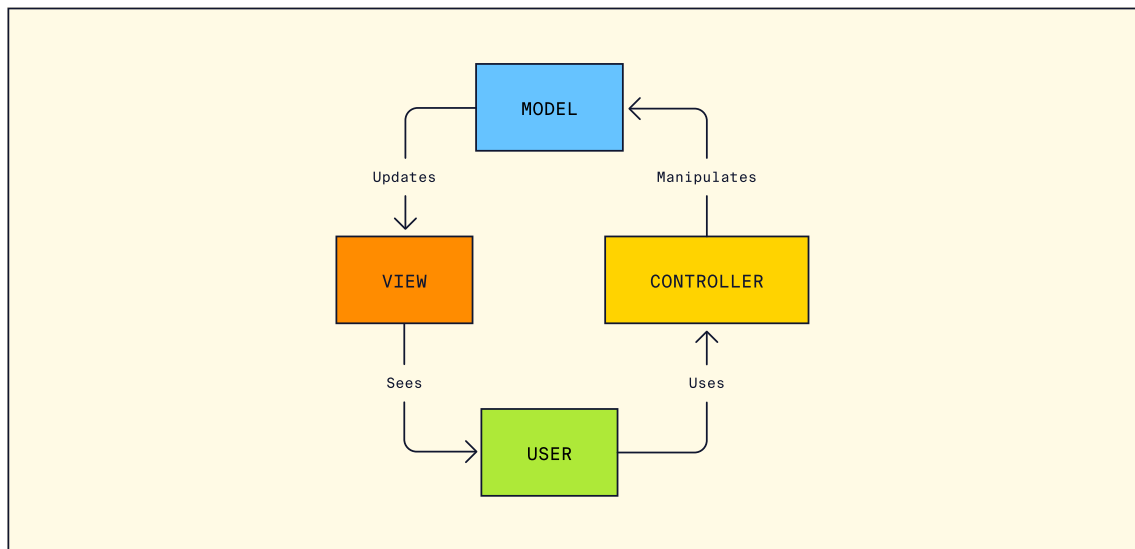 MODEL
Updates
Manipulates
VIEW
CONTROLLER
Sees
Uses
USER